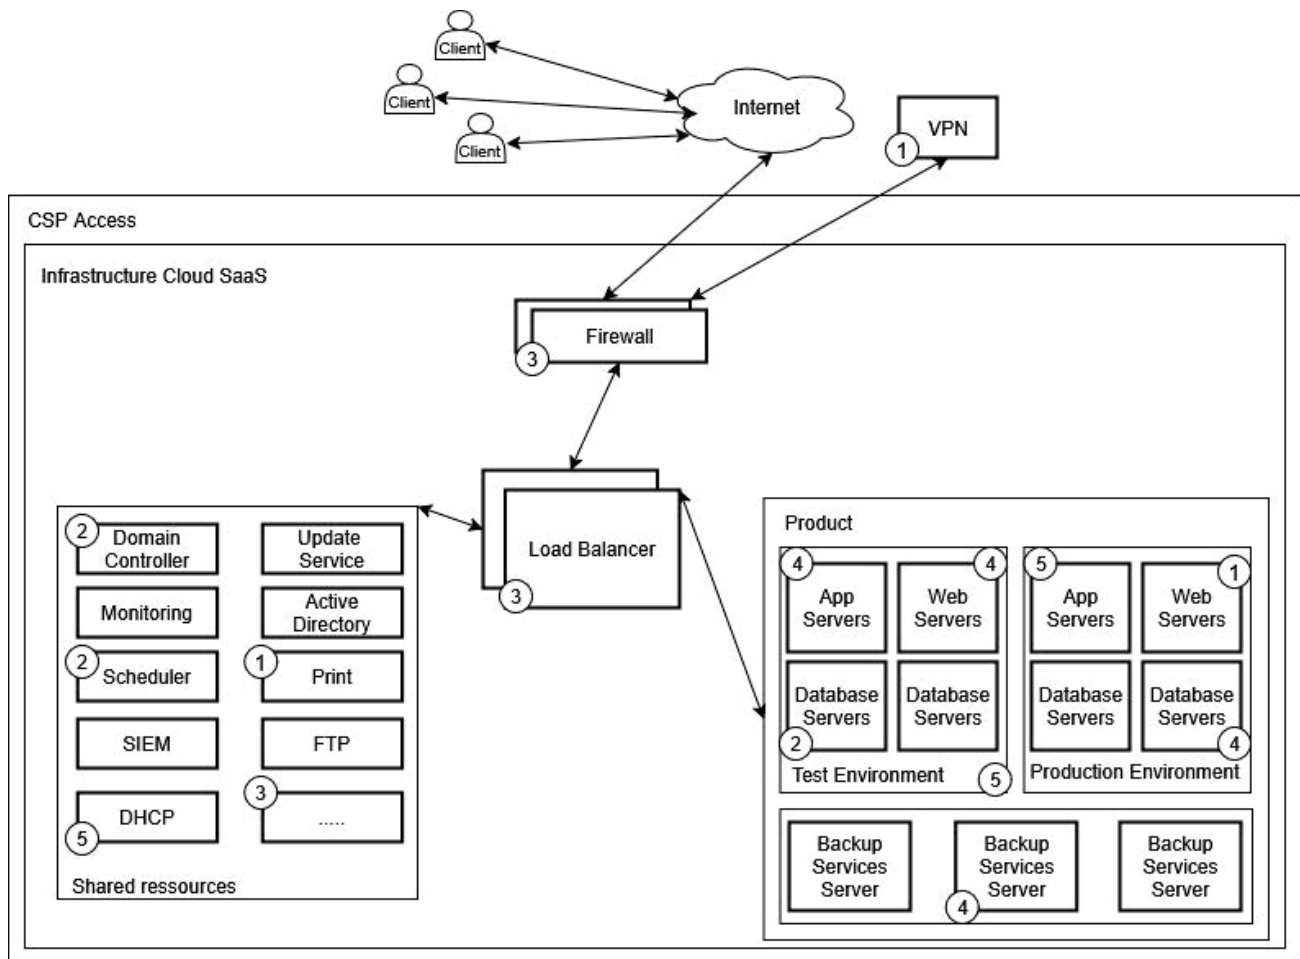 Client
Client
Client
Internet
VPN
1
CSP Access
Infrastructure Cloud SaaS
Firewall
3
Load Balancer
3
2
Domain
Controller
Update
Service
Monitoring
Active
Directory
2
Scheduler
1
Print
SIEM
FTP
DHCP
5
3
.....
Shared ressources
Product
4
App
Servers
4
Web
Servers
Database
Servers
2
Database
Servers
Test Environment
5
5
App
Servers
1
Web
Servers
Database
Servers
Database
Servers
4
Production Environment
Backup
Services
Server
Backup
Services
Server
4
Backup
Services
Server